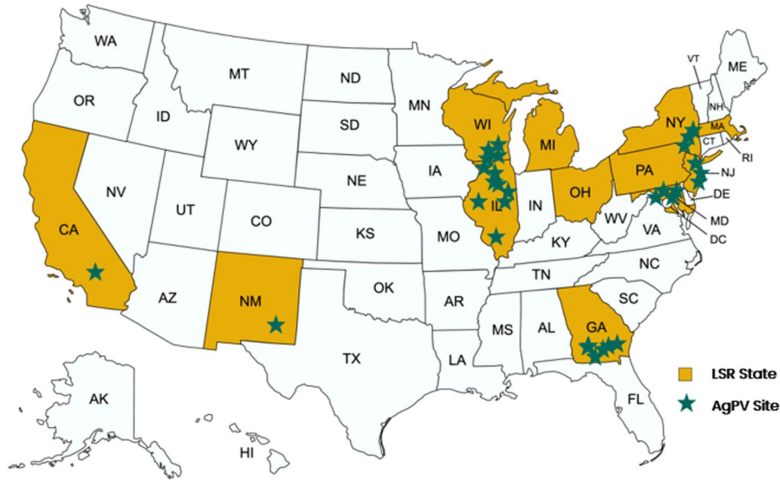 WA
MT
ND
MN
VT
ME
OR
ID
SD
WI
NH
NY
MA
WY
MI
CT
RI
IA
PA
NJ
NE
OH
DE
NV
UT
IL
IN
CO
WV
MD
CA
KS
MO
VA
DC
KY
NC
TN
OK
AR
SC
AZ
NM
MS
AL
GA
TX
LA
LSR State
AK
FL
AgPV Site
HI